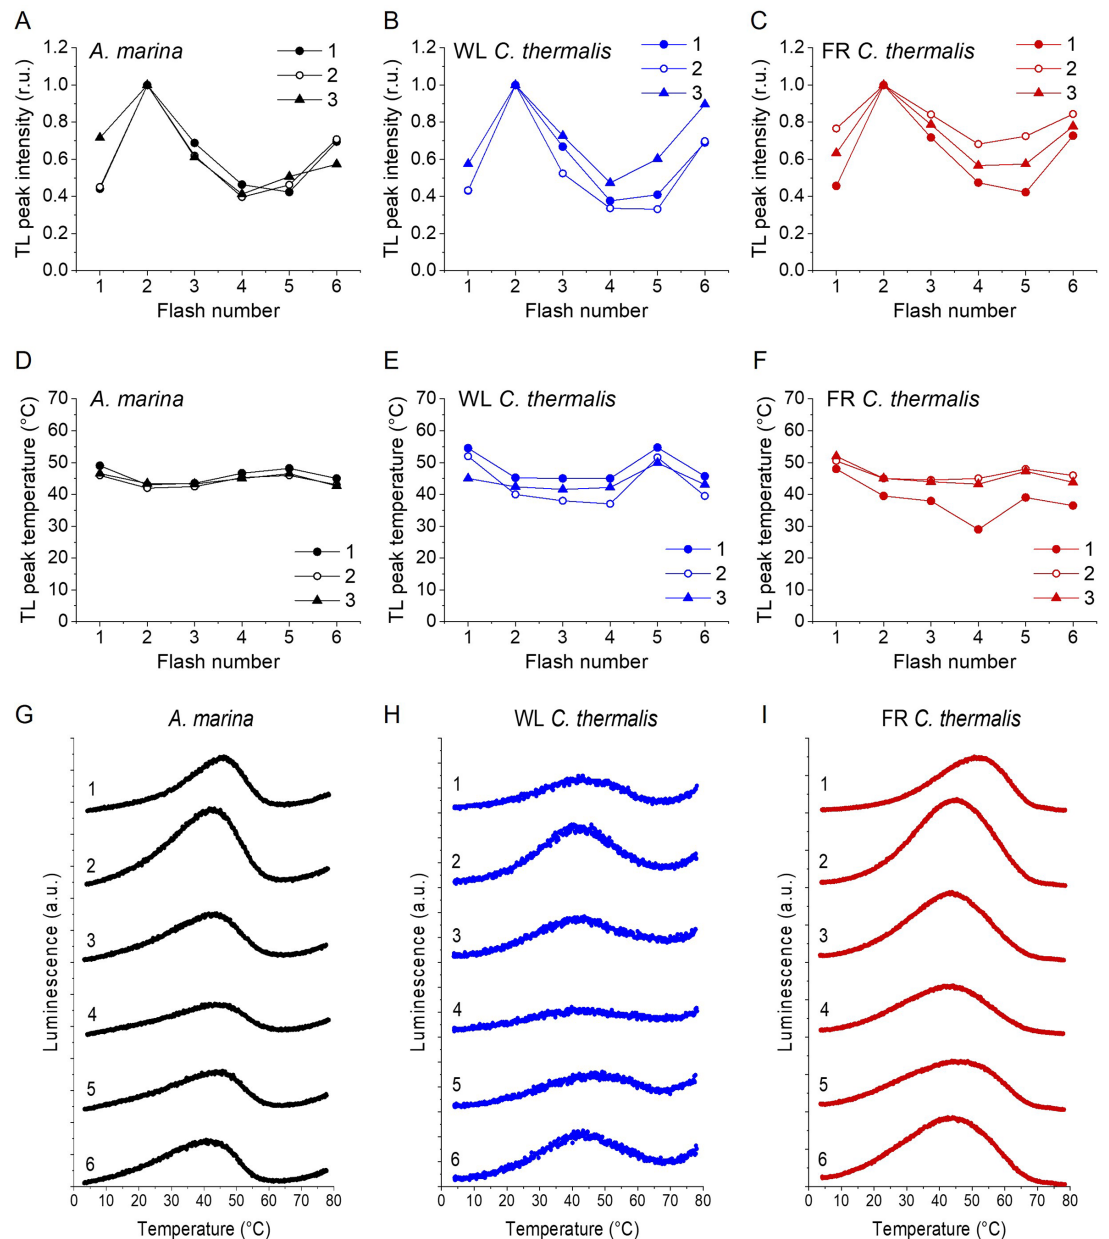 A
B
C
A. marina
WL C. thermalis
FR C. thermalis
1
2
3
1
2
3
1
2
3
TL peak intensity (r.u.)
1.2
1.0
0.8
0.6
0.4
0.2
0.0
1 2 3 4 5 6
Flash number
TL peak intensity (r.u.)
1.2
1.0
0.8
0.6
0.4
0.2
0.0
1 2 3 4 5 6
Flash number
TL peak intensity (r.u.)
1.2
1.0
0.8
0.6
0.4
0.2
0.0
1 2 3 4 5 6
Flash number
D
E
F
A. marina
WL C. thermalis
FR C. thermalis
TL peak temperature (°C)
70
60
50
40
30
20
10
0
1
2
3
1 2 3 4 5 6
Flash number
TL peak temperature (°C)
70
60
50
40
30
20
10
0
1
2
3
1 2 3 4 5 6
Flash number
TL peak temperature (°C)
70
60
50
40
30
20
10
0
1
2
3
1 2 3 4 5 6
Flash number
G
A. marina
H
WL C. thermalis
I
FR C. thermalis
Luminescence (a.u.)
1
2
3
4
5
6
0 10 20 30 40 50 60 70 80
Temperature (°C)
Luminescence (a.u.)
1
2
3
4
5
6
0 10 20 30 40 50 60 70 80
Temperature (°C)
Luminescence (a.u.)
1
2
3
4
5
6
0 10 20 30 40 50 60 70 80
Temperature (°C)